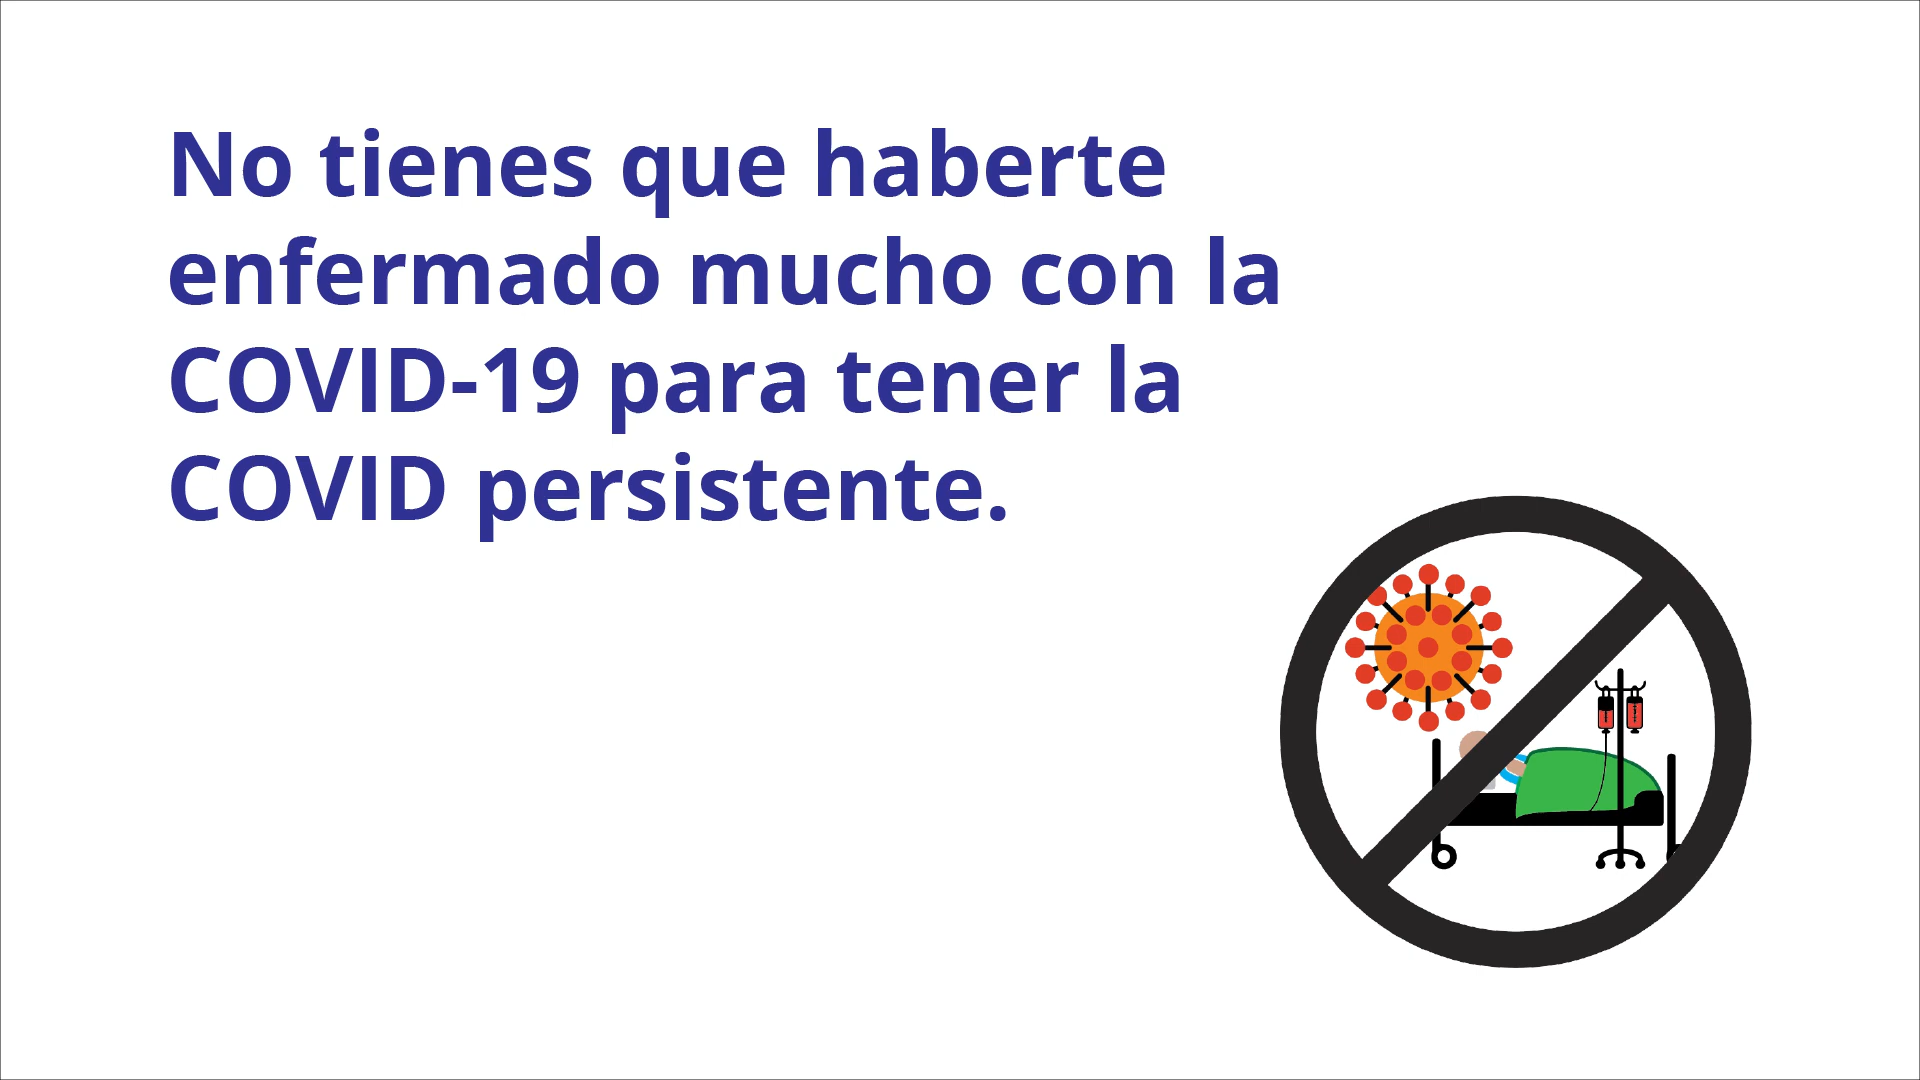 No tienes que haberte
enfermado mucho con la
COVID-19 para tener la
COVID persistente.